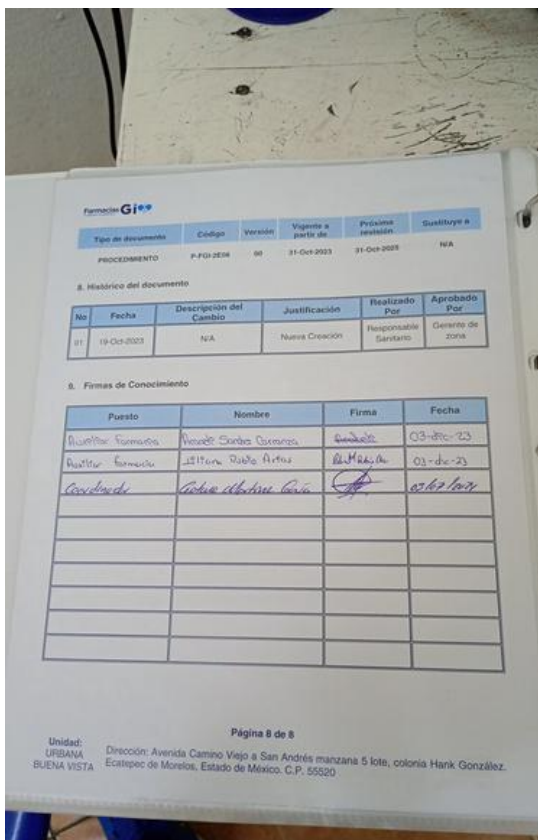 Farmacias Gi
Tipo de documento Código Versión Vigente a partir de Próxima revisión Sustituye a
PROCEDIMIENTO 00 31-Oct-2023 31-Oct-2025 N/A
8. Histórico del documento
No Fecha Descripción del Cambio Justificación Realizado Por Aprobado Por
01 19-Oct-2023 N/A Nueva Creación Responsable Sanitario Gerente de zona
8. Firmas de Conocimiento
Puesto Nombre Firma Fecha
Auxiliar Farmacia 03-dic-23
Auxiliar farmacia 03-dic-23
Coordinador Martínez
Página 8 de 8
Unidad:
URBANA
BUENA VISTA
Dirección: Avenida Camino Viejo a San Andrés manzana 5 lote, colonia Hank González.
Ecatepec de Morelos, Estado de México. C.P. 55520